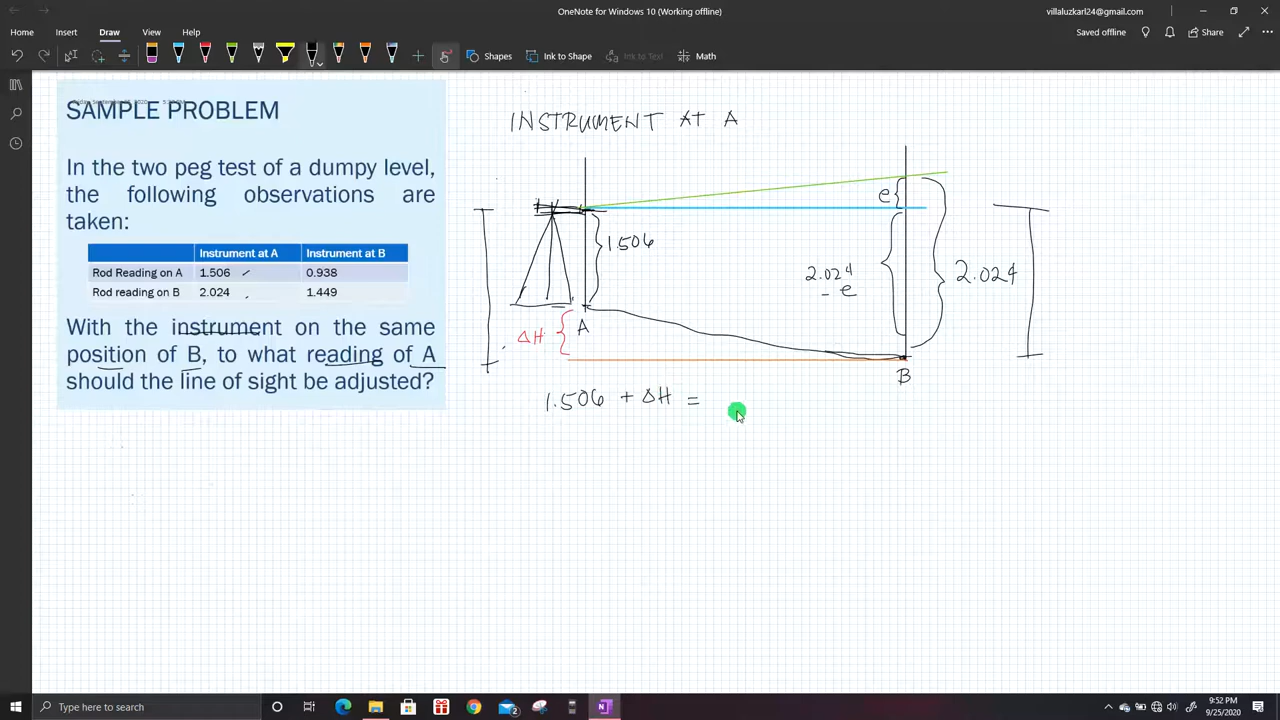 OneNote for Windows 10 (Working offline)
villaluzkarl24@gmail.com
Home Insert Draw View Help
Saved offline
Share
Shapes
Ink to Shape
Ink to Text
Math
Friday, September 25, 2020
SAMPLE PROBLEM
In the two peg test of a dumpy level,
the following observations are
taken:
Instrument at A Instrument at B
Rod Reading on A 1.506 0.938
Rod reading on B 2.024 1.449
With the instrument on the same
position of B, to what reading of A
should the line of sight be adjusted?
INSTRUMENT AT A
e
1.506
2.024
- e
2.024
A
ΔH
B
1.506 + ΔH =
Type here to search
2
9:52 PM
9/25/2020